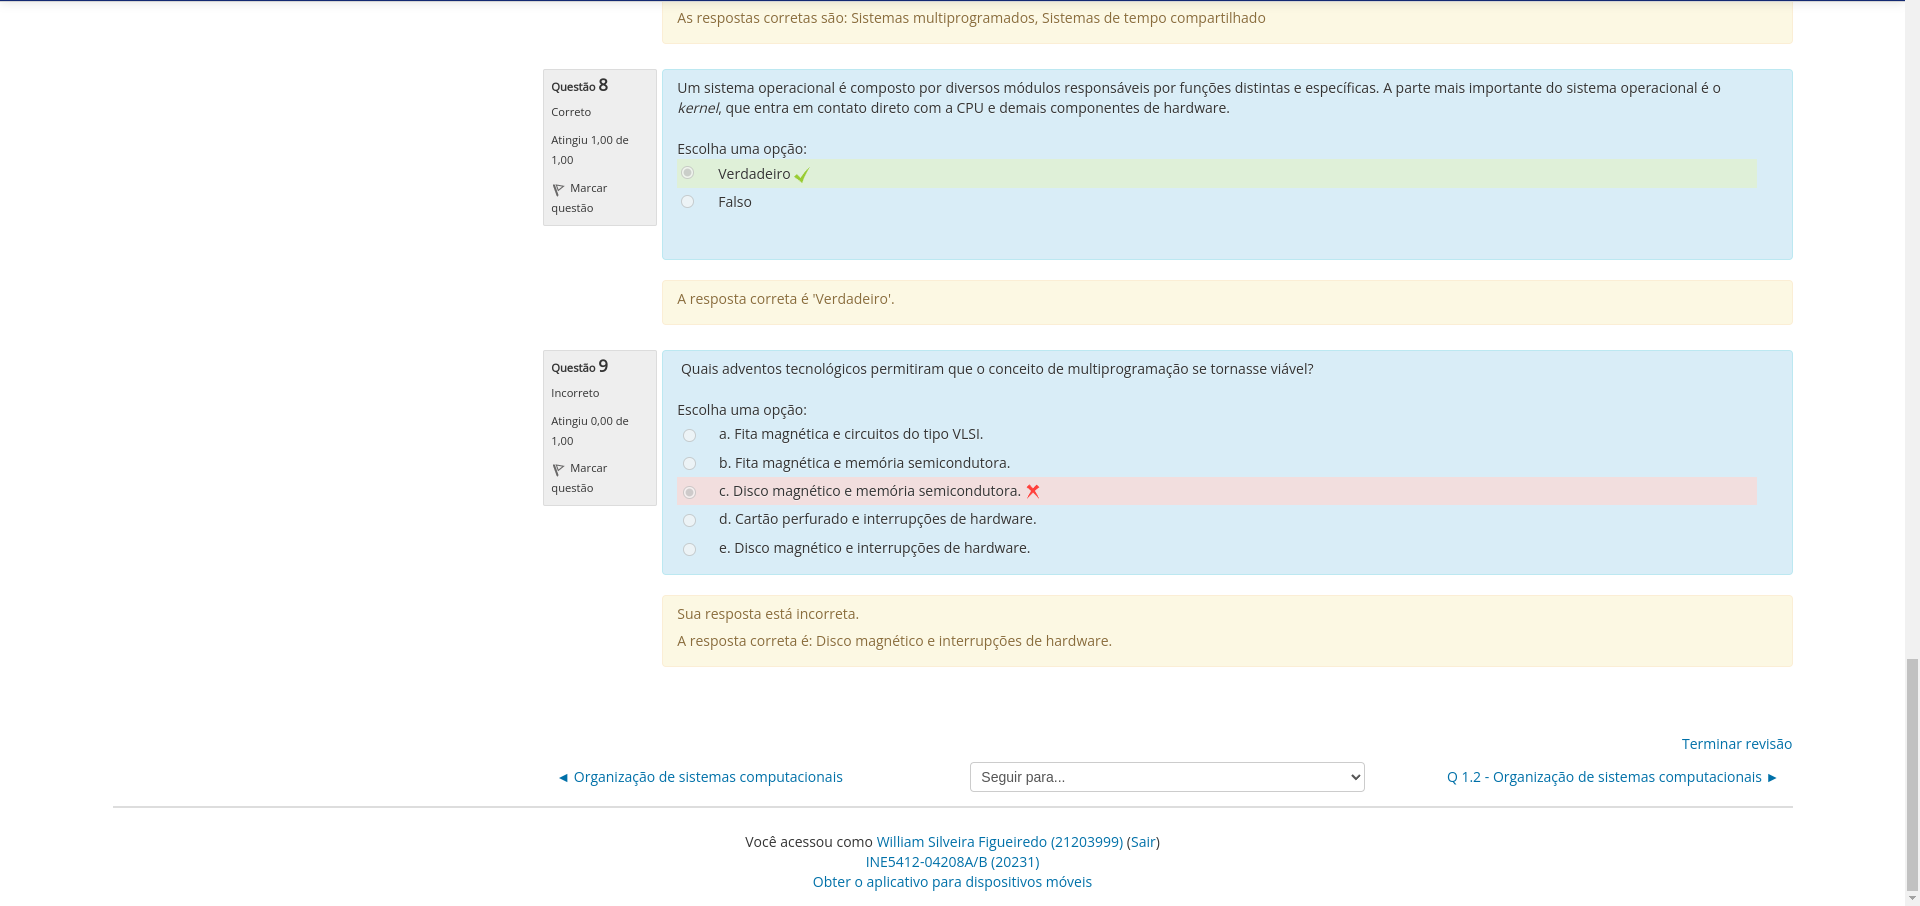 As respostas corretas são: Sistemas multiprogramados, Sistemas de tempo compartilhado
Questão 8
Correto
Atingiu 1,00 de
1,00
Marcar
questão
Um sistema operacional é composto por diversos módulos responsáveis por funções distintas e específicas. A parte mais importante do sistema operacional é o
kernel, que entra em contato direto com a CPU e demais componentes de hardware.
Escolha uma opção:
Verdadeiro
Falso
A resposta correta é 'Verdadeiro'.
Questão 9
Incorreto
Atingiu 0,00 de
1,00
Marcar
questão
Quais adventos tecnológicos permitiram que o conceito de multiprogramação se tornasse viável?
Escolha uma opção:
a. Fita magnética e circuitos do tipo VLSI.
b. Fita magnética e memória semicondutora.
c. Disco magnético e memória semicondutora.
d. Cartão perfurado e interrupções de hardware.
e. Disco magnético e interrupções de hardware.
Sua resposta está incorreta.
A resposta correta é: Disco magnético e interrupções de hardware.
Terminar revisão
◄ Organização de sistemas computacionais
Seguir para...
Q 1.2 - Organização de sistemas computacionais ►
Você acessou como William Silveira Figueiredo (21203999) (Sair)
INE5412-04208A/B (20231)
Obter o aplicativo para dispositivos móveis